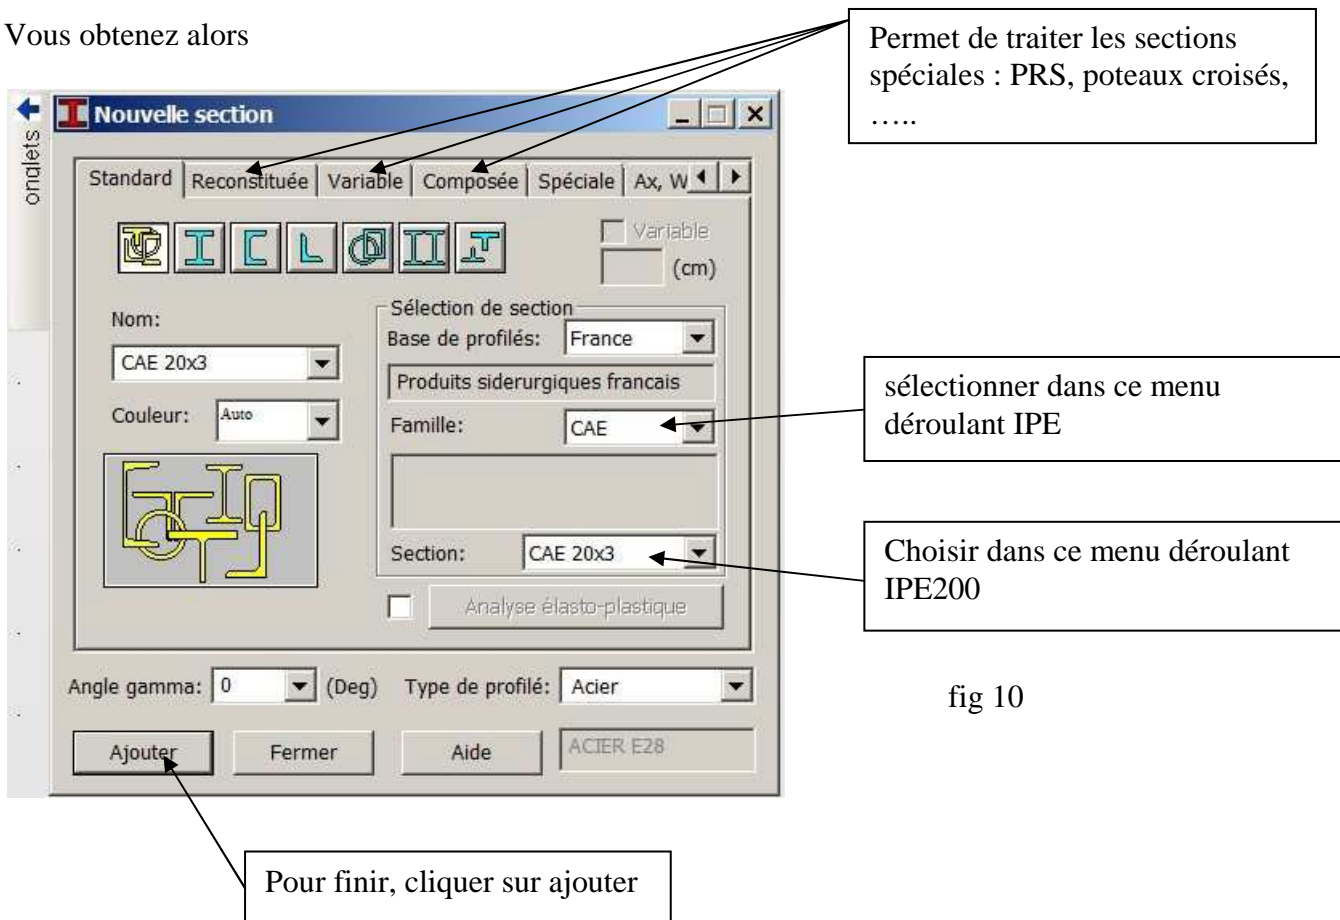 Vous obtenez alors
Permet de traiter les sections
spéciales : PRS, poteaux croisés,
…..
onglets
Nouvelle section
Standard Reconstituée Variable Composée Spéciale Ax, W
Variable
(cm)
Nom:
CAE 20x3
Couleur: Auto
Sélection de section
Base de profilés: France
Produits siderurgiques francais
Famille: CAE
Section: CAE 20x3
Analyse élasto-plastique
sélectionner dans ce menu
déroulant IPE
Choisir dans ce menu déroulant
IPE200
Angle gamma: 0 (Deg) Type de profilé: Acier
fig 10
Ajouter Fermer Aide ACIER E28
Pour finir, cliquer sur ajouter